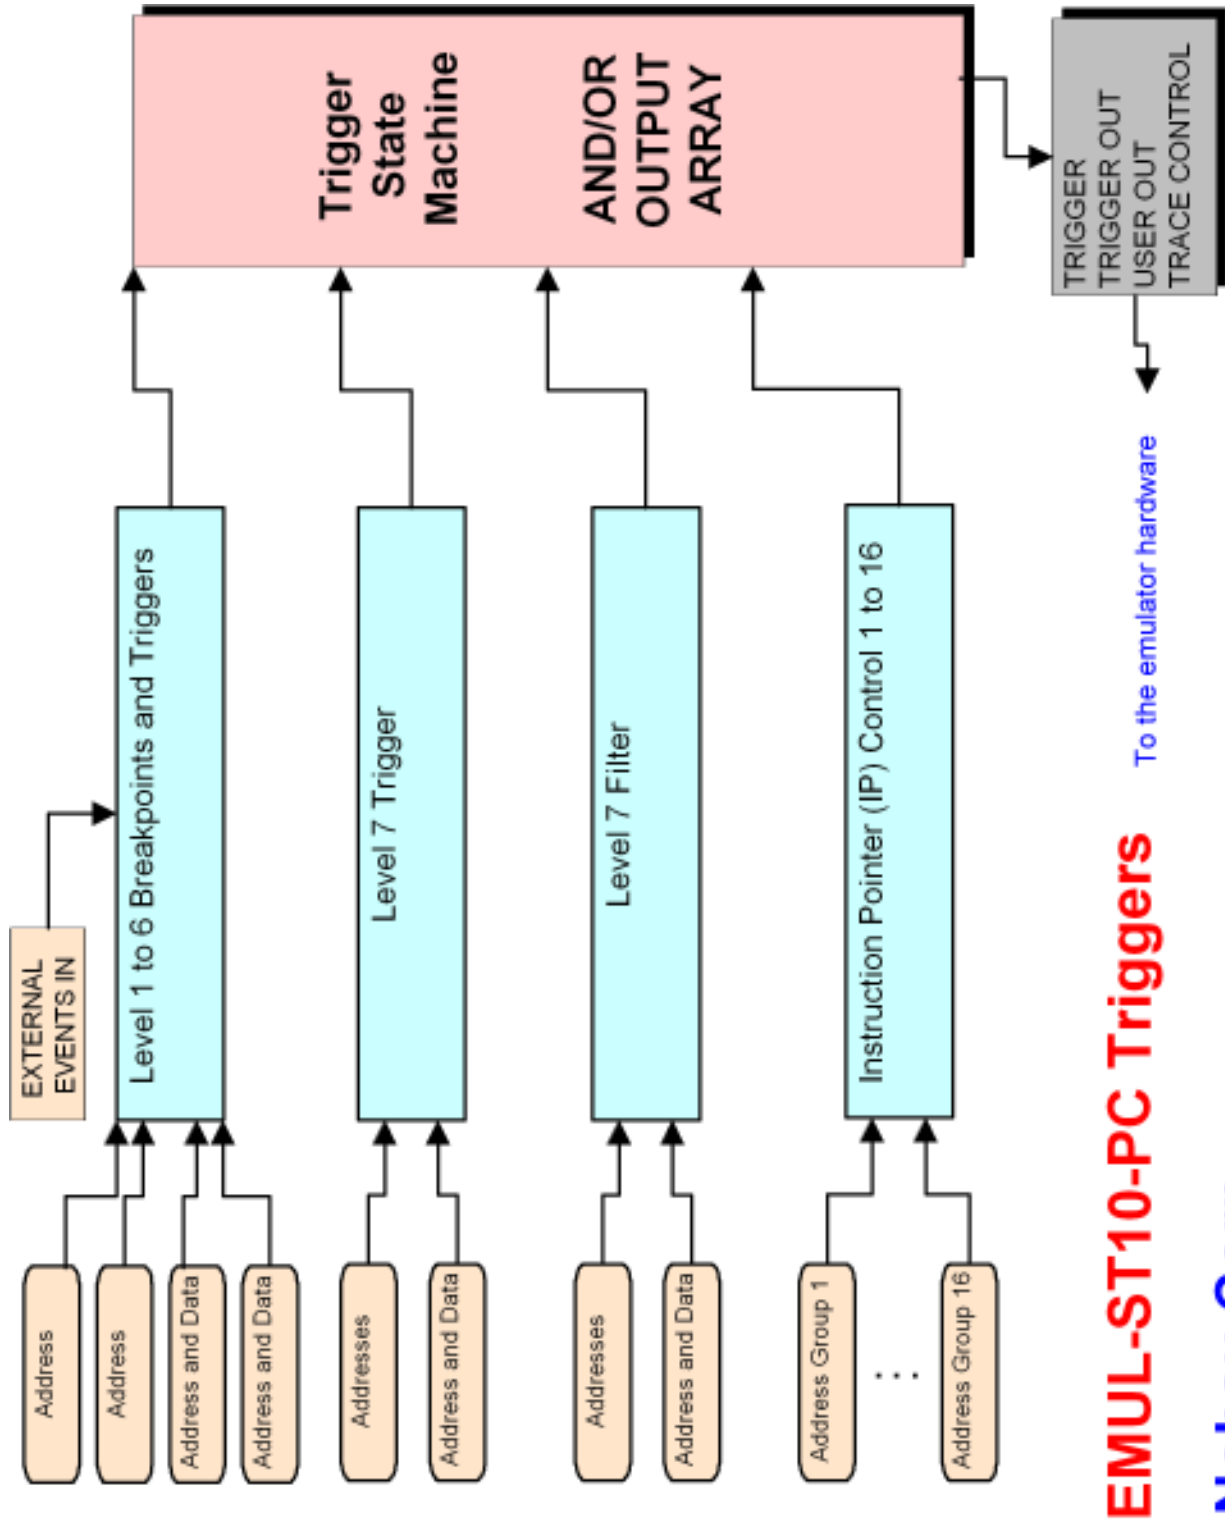 EXTERNAL
EVENTS IN
Address
Address
Address and Data
Address and Data
Level 1 to 6 Breakpoints and Triggers
Addresses
Address and Data
Level 7 Trigger
Addresses
Address and Data
Level 7 Filter
Address Group 1
...
Address Group 16
Instruction Pointer (IP) Control 1 to 16
Trigger
State
Machine
AND/OR
OUTPUT
ARRAY
TRIGGER
TRIGGER OUT
USER OUT
TRACE CONTROL
To the emulator hardware
EMUL-ST10-PC Triggers